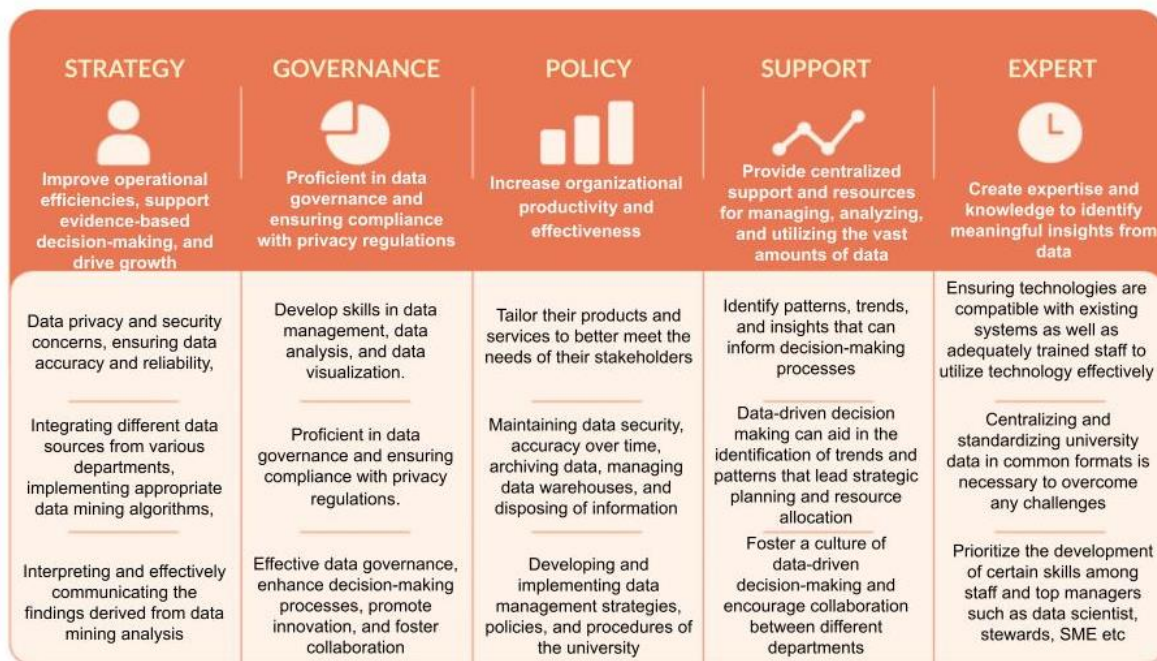 STRATEGY
Improve operational
efficiencies, support
evidence-based
decision-making, and
drive growth
Data privacy and security
concerns, ensuring data
accuracy and reliability,
Integrating different data
sources from various
departments,
implementing appropriate
data mining algorithms,
Interpreting and effectively
communicating the
findings derived from data
mining analysis
GOVERNANCE
Proficient in data
governance and
ensuring compliance
with privacy regulations
Develop skills in data
management, data
analysis, and data
visualization.
Proficient in data
governance and ensuring
compliance with privacy
regulations.
Effective data governance,
enhance decision-making
processes, promote
innovation, and foster
collaboration
POLICY
Increase organizational
productivity and
effectiveness
Tailor their products and
services to better meet the
needs of their stakeholders
Maintaining data security,
accuracy over time,
archiving data, managing
data warehouses, and
disposing of information
Developing and
implementing data
management strategies,
policies, and procedures of
the university
SUPPORT
Provide centralized
support and resources
for managing, analyzing,
and utilizing the vast
amounts of data
Identify patterns, trends,
and insights that can
inform decision-making
processes
Data-driven decision
making can aid in the
identification of trends and
patterns that lead strategic
planning and resource
allocation
Foster a culture of
data-driven
decision-making and
encourage collaboration
between different
departments
EXPERT
Create expertise and
knowledge to identify
meaningful insights from
data
Ensuring technologies are
compatible with existing
systems as well as
adequately trained staff to
utilize technology effectively
Centralizing and
standardizing university
data in common formats is
necessary to overcome
any challenges
Prioritize the development
of certain skills among
staff and top managers
such as data scientist,
stewards, SME etc